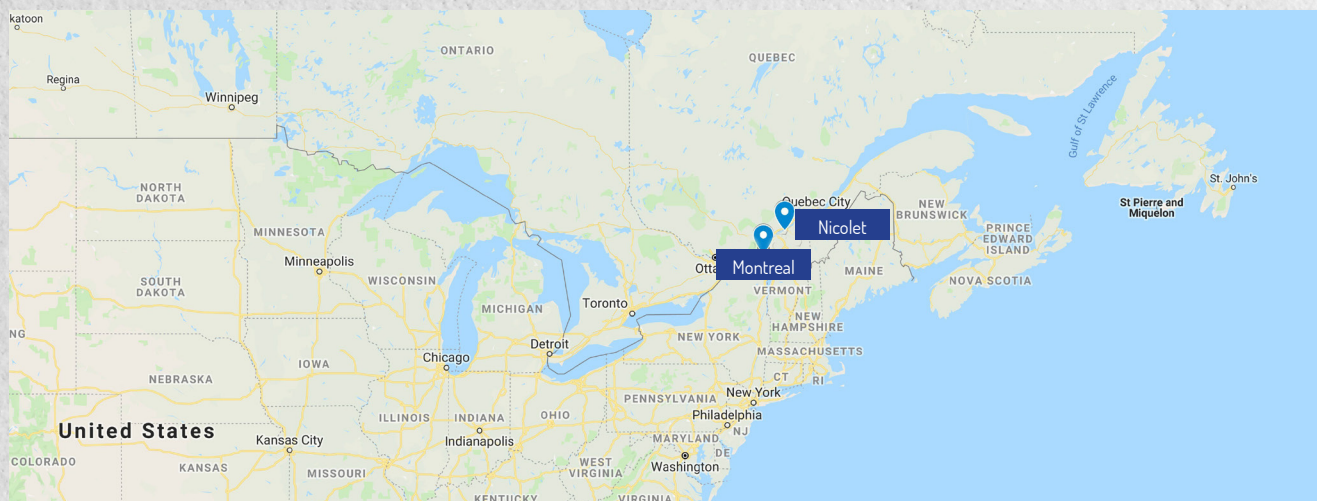 katoon
ONTARIO
QUEBEC
Regina
Winnipeg
Gulf of St Lawrence
St. John's
NORTH
DAKOTA
Quebec City
St Pierre and
Miquelon
NEW
BRUNSWICK
Nicolet
MINNESOTA
PRINCE
EDWARD
ISLAND
Minneapolis
Otta
Montreal
MAINE
SOUTH
DAKOTA
WISCONSIN
NOVA SCOTIA
VERMONT
MICHIGAN
Toronto
NEW
HAMPSHIRE
NG
Detroit
NEW YORK
MASSACHUSETTS
Chicago
IOWA
CT
RI
NEBRASKA
PENNSYLVANIA
New York
ILLINOIS
INDIANA
OHIO
Philadelphia
United States
NJ
Kansas City
Indianapolis
MARYLAND
DE
COLORADO
KANSAS
MISSOURI
WEST
VIRGINIA
Washington
KENTUCKY
VIRGINIA